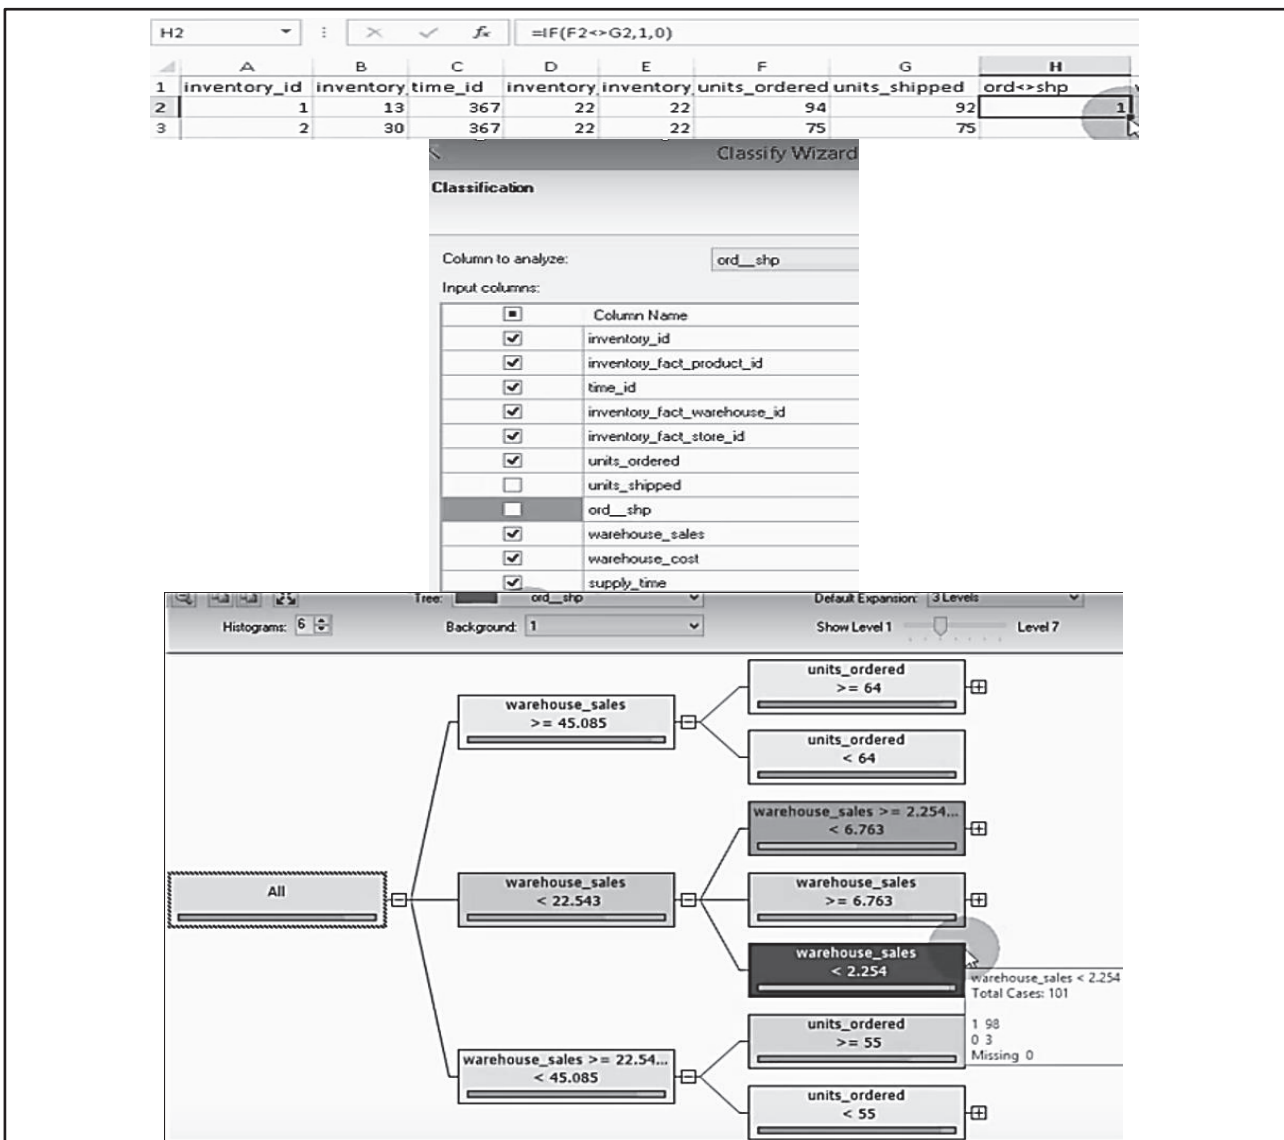 H2 fx =IF(F2<>G2,1,0)
A B C D E F G H
1 inventory_id inventory. time_id inventory. inventory. units_ordered units_shipped ord<>shp
2 1 13 367 22 22 94 92 1
3 2 30 367 22 22 75 75
Classify Wizard
Classification
Column to analyze: ord__shp
Input columns:
Column Name
inventory_id
inventory_fact_product_id
time_id
inventory_fact_warehouse_id
inventory_fact_store_id
units_ordered
units_shipped
ord__shp
warehouse_sales
warehouse_cost
supply_time
Tree: ord__shp Default Expansion: 3 Levels
Histograms: 6 Background: 1 Show Level 1 Level 7
All
warehouse_sales
>= 45.085
warehouse_sales
< 22.543
warehouse_sales >= 22.54...
< 45.085
units_ordered
>= 64
units_ordered
< 64
warehouse_sales >= 2.254...
< 6.763
warehouse_sales
>= 6.763
warehouse_sales
< 2.254
units_ordered
>= 55
units_ordered
< 55
warehouse_sales < 2.254
Total Cases: 101
1 98
0 3
Missing 0